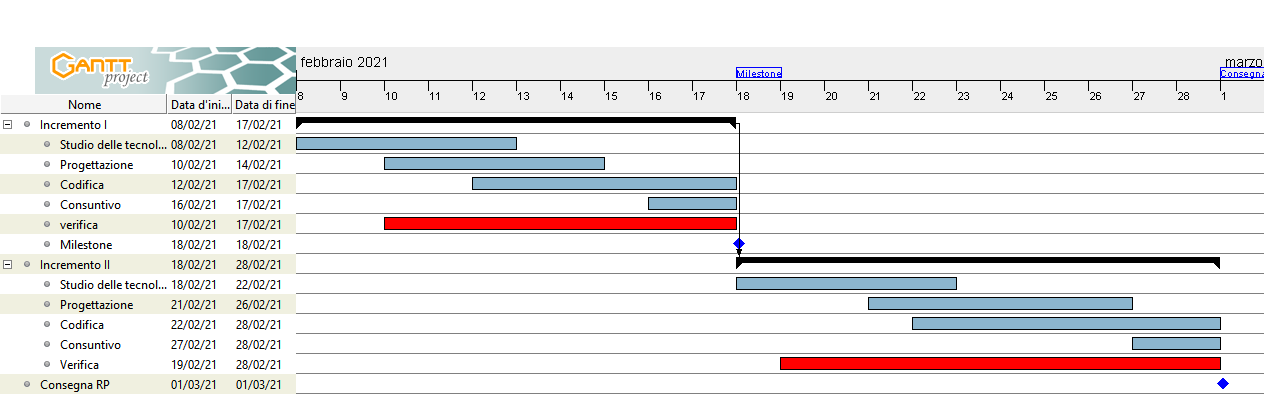 GANTT
project
febbraio 2021
marzo
Milestone
Consegna
8 9 10 11 12 13 14 15 16 17 18 19 20 21 22 23 24 25 26 27 28 1
Nome Data d'ini... Data di fine
Incremento I 08/02/21 17/02/21
Studio delle tecnol... 08/02/21 12/02/21
Progettazione 10/02/21 14/02/21
Codifica 12/02/21 17/02/21
Consuntivo 16/02/21 17/02/21
verifica 10/02/21 17/02/21
Milestone 18/02/21 18/02/21
Incremento II 18/02/21 28/02/21
Studio delle tecnol... 18/02/21 22/02/21
Progettazione 21/02/21 26/02/21
Codifica 22/02/21 28/02/21
Consuntivo 27/02/21 28/02/21
Verifica 19/02/21 28/02/21
Consegna RP 01/03/21 01/03/21